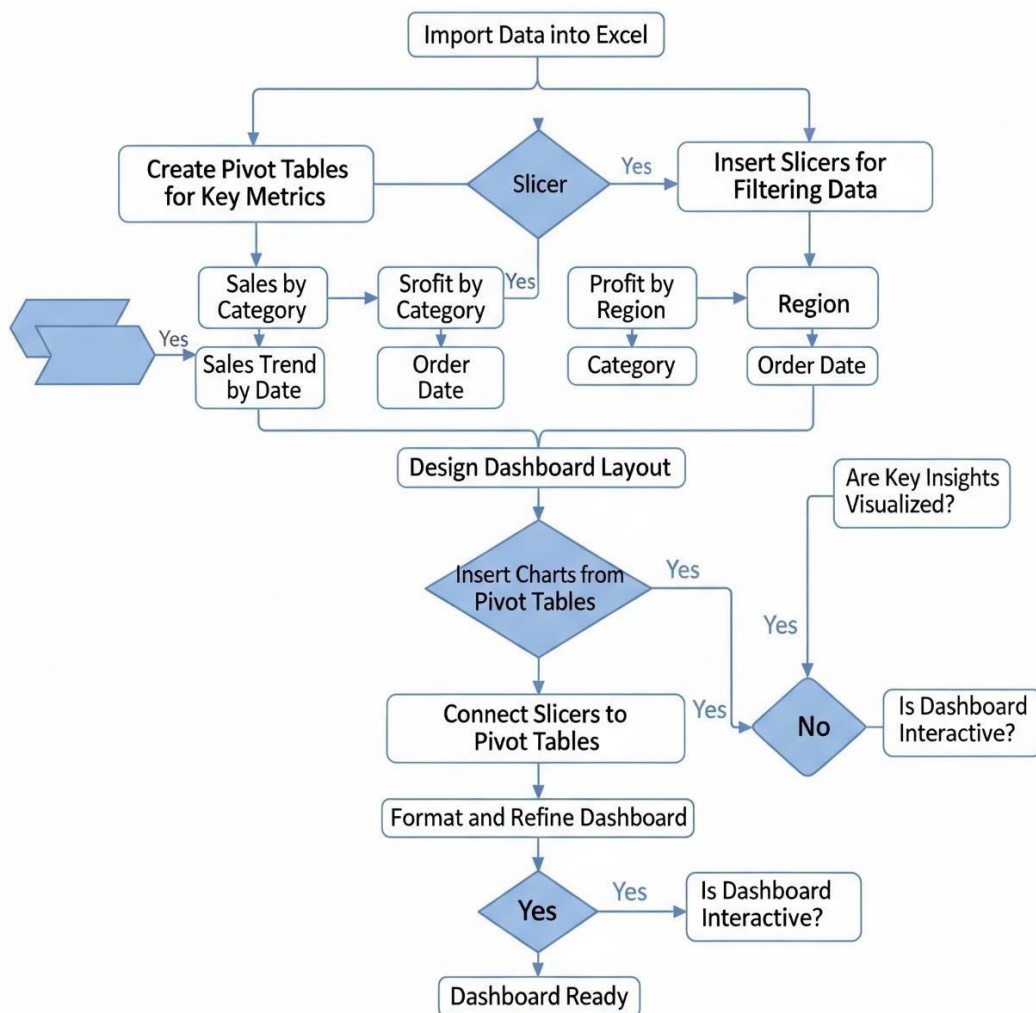 Import Data into Excel
Create Pivot Tables
for Key Metrics
Slicer
Yes
Insert Slicers for
Filtering Data
Sales by
Category
Srofit by
Category
Yes
Profit by
Region
Region
Yes
Sales Trend
by Date
Order
Date
Category
Order Date
Design Dashboard Layout
Are Key Insights
Visualized?
Insert Charts from
Pivot Tables
Yes
Yes
Connect Slicers to
Pivot Tables
Yes
No
Is Dashboard
Interactive?
Format and Refine Dashboard
Yes
Yes
Is Dashboard
Interactive?
Dashboard Ready